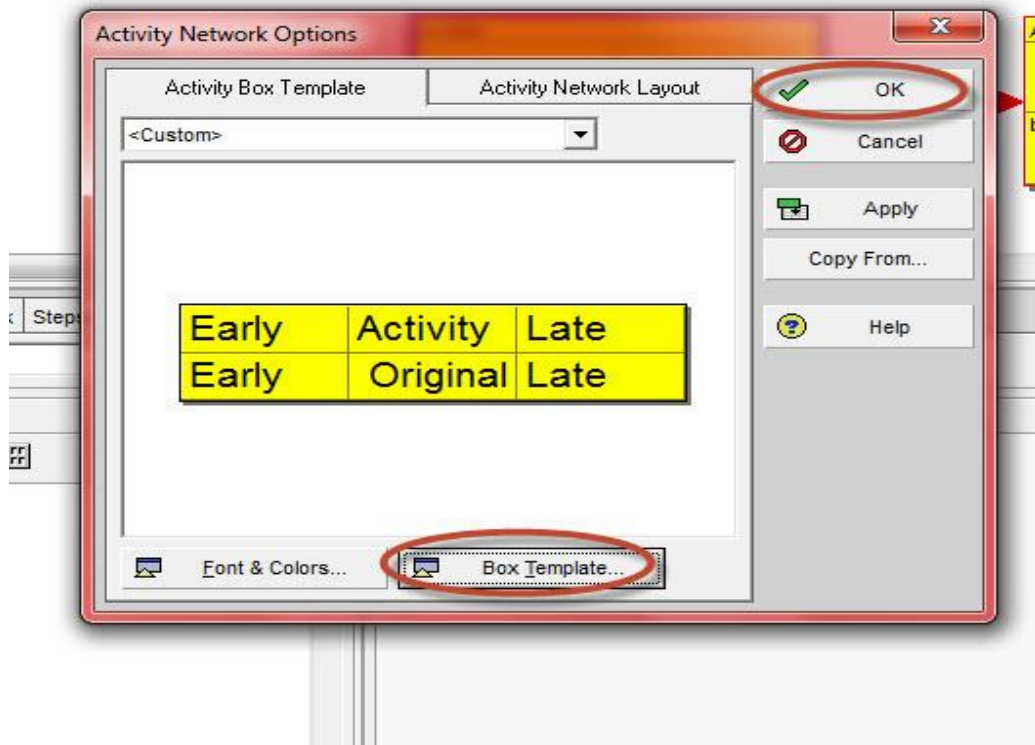 Activity Network Options
Activity Box Template
Activity Network Layout
OK
<Custom>
Cancel
Apply
Copy From...
Steps
Early Activity Late
Help
Early Original Late
Font & Colors...
Box Template...